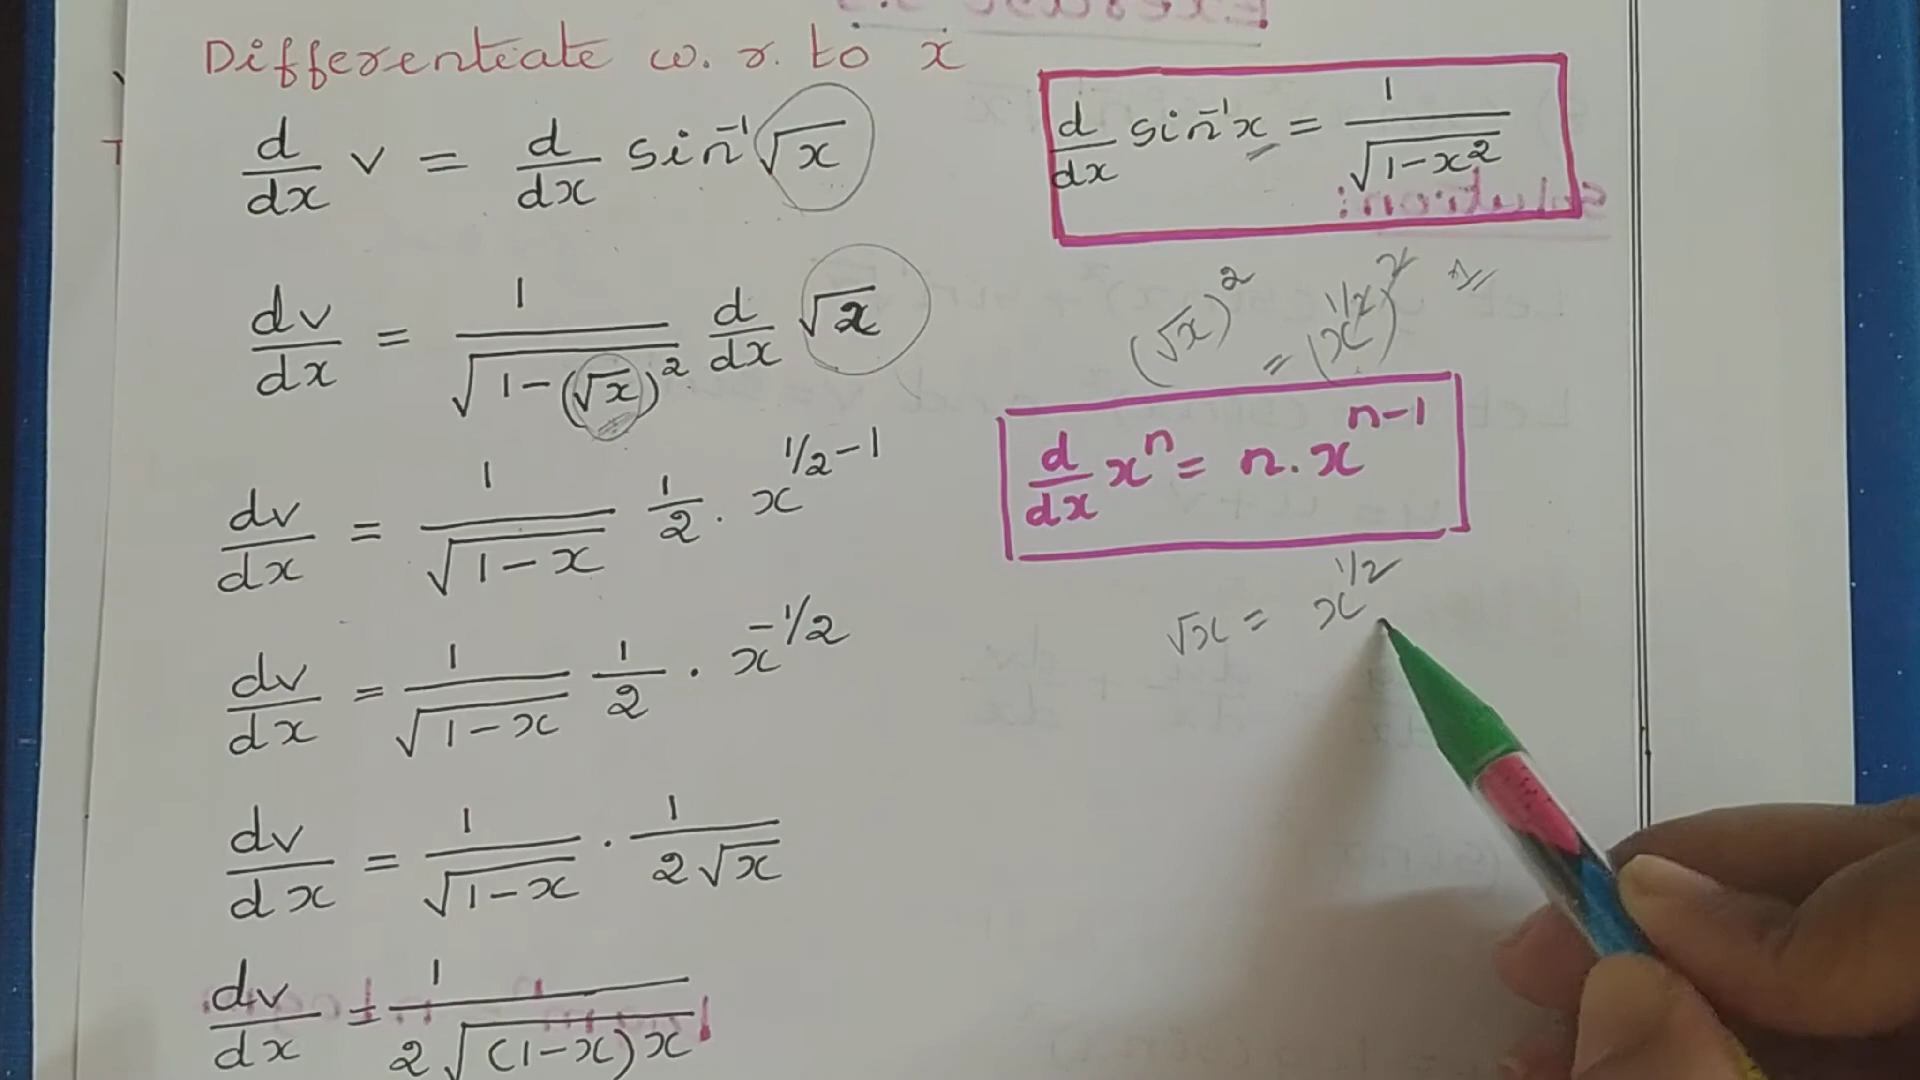 Differentiate w. r. to x
d/dx v = d/dx sin⁻¹√x
d/dx sin⁻¹x = 1/√(1-x²)
dv/dx = 1/√(1-(√x)²) d/dx √x
(√x)² = (x^1/2)²
dv/dx = 1/√(1-x) 1/2 . x^(1/2-1)
d/dx xⁿ = n. x^(n-1)
√x = x^1/2
dv/dx = 1/√(1-x) 1/2 . x^(-1/2)
dv/dx = 1/√(1-x) . 1/(2√x)
dv/dx = 1/(2√((1-x)x))